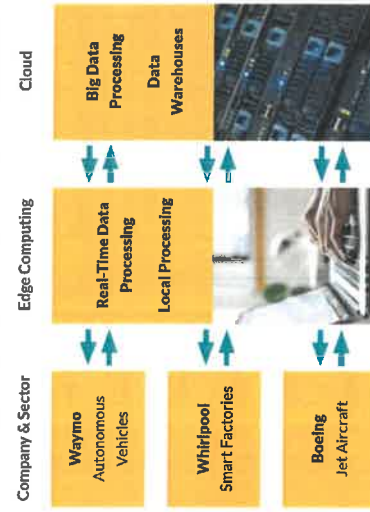 Cloud
Big Data
Processing
Data
Warehouses
Edge Computing
Real-Time Data
Processing
Local Processing
Company & Sector
Waymo
Autonomous
Vehicles
Whirlpool
Smart Factories
Boeing
Jet Aircraft